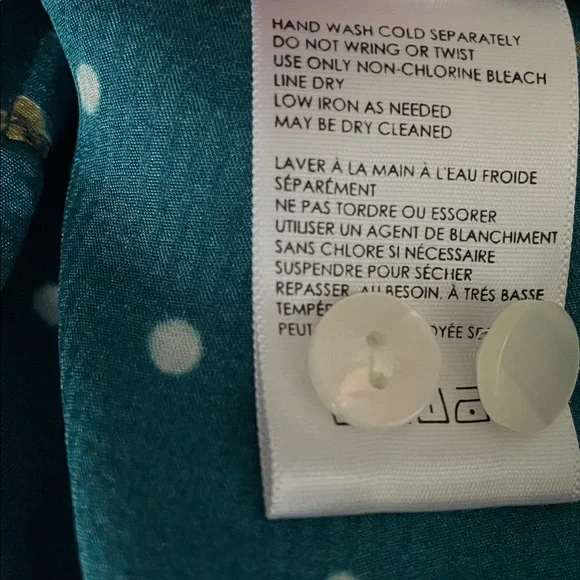 HAND WASH COLD SEPARATELY
DO NOT WRING OR TWIST
USE ONLY NON-CHLORINE BLEACH
LINE DRY
LOW IRON AS NEEDED
MAY BE DRY CLEANED
LAVER À LA MAIN À L'EAU FROIDE
SÉPARÉMENT
NE PAS TORDRE OU ESSORER
UTILISER UN AGENT DE BLANCHIMENT
SANS CHLORE SI NÉCESSAIRE
SUSPENDRE POUR SÉCHER
REPASSER, AU BESOIN, À TRÉS BASSE